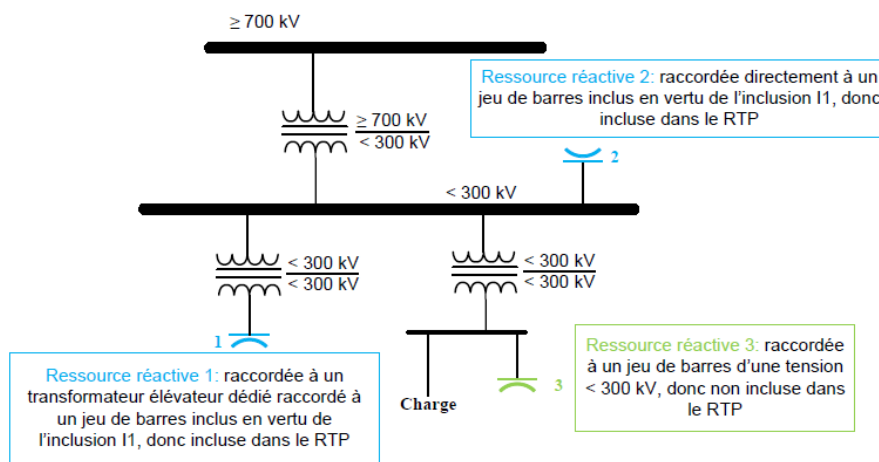 ≥ 700 kV
Ressource réactive 2: raccordée directement à un
jeu de barres inclus en vertu de l’inclusion I1, donc
incluse dans le RTP
≥ 700 kV
< 300 kV
2
< 300 kV
< 300 kV
< 300 kV
< 300 kV
< 300 kV
1
Ressource réactive 1: raccordée à un
transformateur élévateur dédié raccordé à
un jeu de barres inclus en vertu de
l’inclusion I1, donc incluse dans le RTP
Charge
3
Ressource réactive 3: raccordée
à un jeu de barres d’une tension
< 300 kV, donc non incluse dans
le RTP